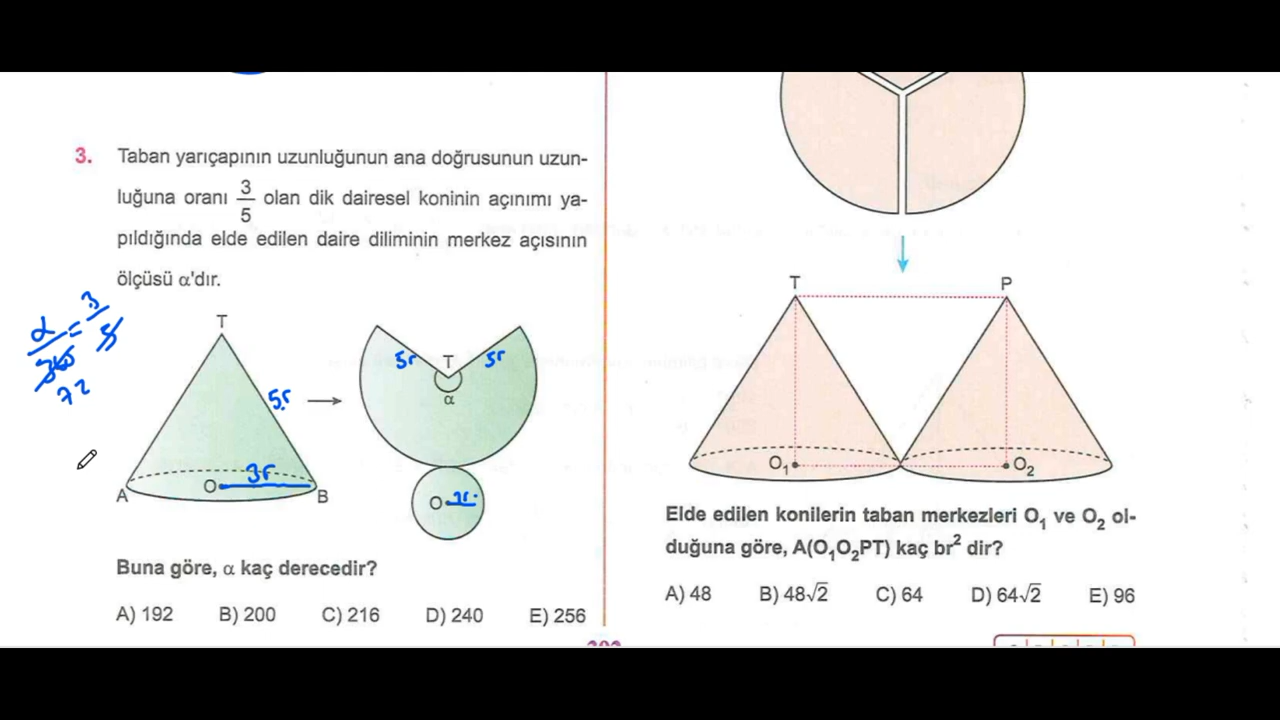 3. Taban yarıçapının uzunluğunun ana doğrusunun uzun-
luğuna oranı 3/5 olan dik dairesel koninin açınımı ya-
pıldığında elde edilen daire diliminin merkez açısının
ölçüsü α'dır.
α/360 = 3/5
72
T
5r
3r
A
O
B
5r
T
5r
α
O
3r
Buna göre, α kaç derecedir?
A) 192 B) 200 C) 216 D) 240 E) 256
T
P
O₁
O₂
Elde edilen konilerin taban merkezleri O₁ ve O₂ ol-
duğuna göre, A(O₁O₂PT) kaç br² dir?
A) 48 B) 48√2 C) 64 D) 64√2 E) 96